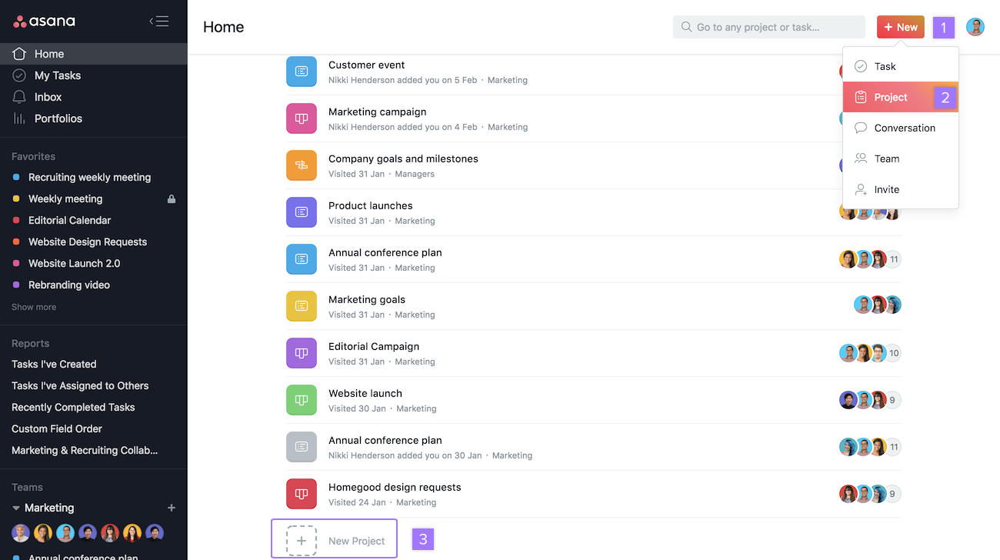 asana
Home
My Tasks
Inbox
Portfolios
Favorites
Recruiting weekly meeting
Weekly meeting
Editorial Calendar
Website Design Requests
Website Launch 2.0
Rebranding video
Show more
Reports
Tasks I've Created
Tasks I've Assigned to Others
Recently Completed Tasks
Custom Field Order
Marketing & Recruiting Collab...
Teams
Marketing
Annual conference plan
Home
Go to any project or task...
+ New
1
Task
Project
2
Conversation
Team
Invite
Customer event
Nikki Henderson added you on 5 Feb · Marketing
Marketing campaign
Nikki Henderson added you on 4 Feb · Marketing
Company goals and milestones
Visited 31 Jan · Managers
Product launches
Visited 31 Jan · Marketing
Annual conference plan
Visited 31 Jan · Marketing
11
Marketing goals
Visited 31 Jan · Marketing
Editorial Campaign
Visited 31 Jan · Marketing
10
Website launch
Visited 30 Jan · Marketing
9
Annual conference plan
Nikki Henderson added you on 30 Jan · Marketing
11
Homegood design requests
Visited 24 Jan · Marketing
9
+ New Project
3